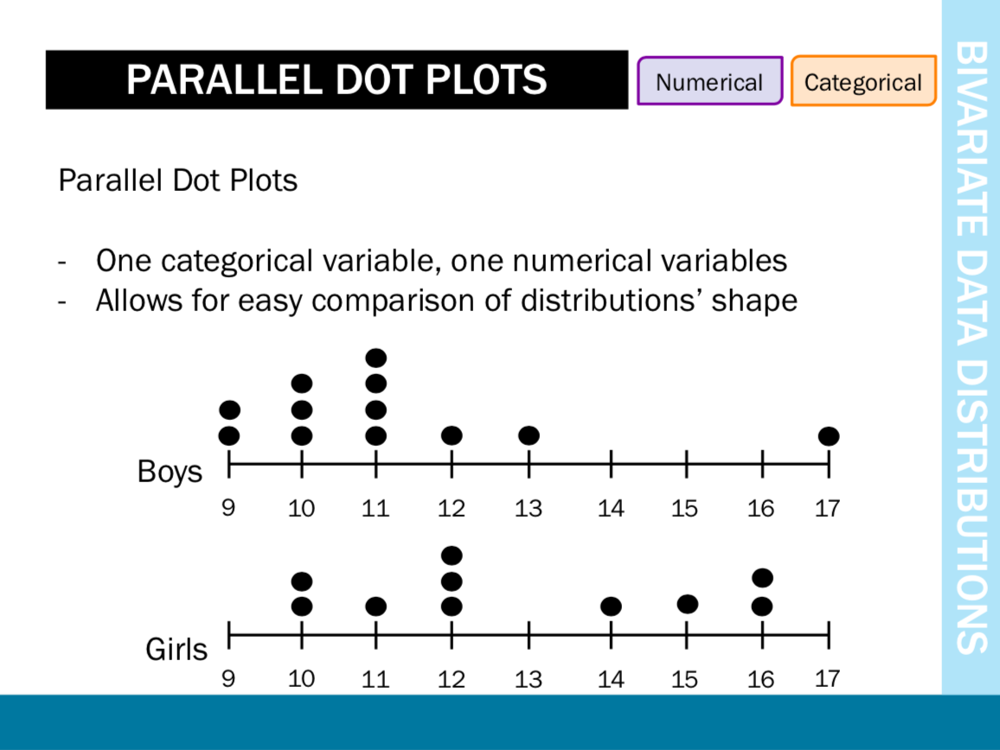 PARALLEL DOT PLOTS
Numerical
Categorical
BIVARIATE DATA DISTRIBUTIONS
Parallel Dot Plots
- One categorical variable, one numerical variables
- Allows for easy comparison of distributions’ shape
Boys
9 10 11 12 13 14 15 16 17
Girls
9 10 11 12 13 14 15 16 17